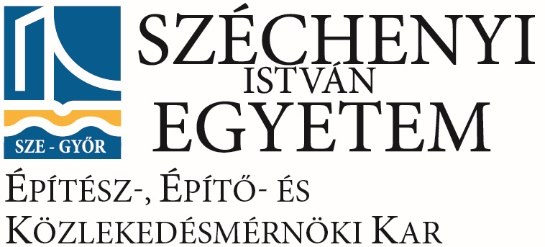 SZÉCHENYI
ISTVÁN
EGYETEM
SZE - GYŐR
ÉPÍTÉSZ-, ÉPÍTŐ- ÉS
KÖZLEKEDÉSMÉRNÖKI KAR